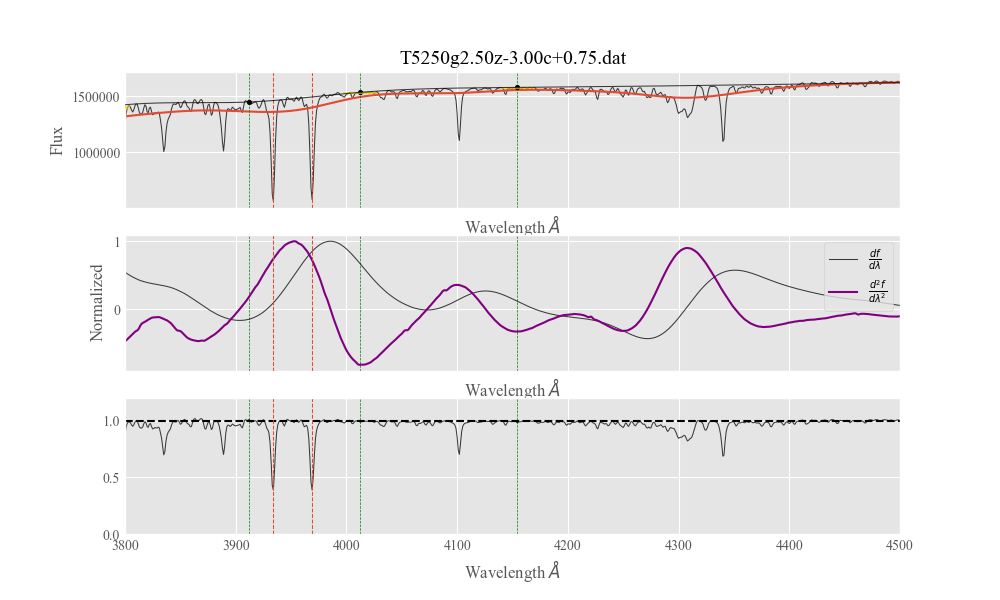 T5250g2.50z-3.00c+0.75.dat
Flux
1500000
1000000
Wavelength Å
Normalized
1
0
df
dλ
d²f
dλ²
Wavelength Å
1.0
0.5
0.0
3800 3900 4000 4100 4200 4300 4400 4500
Wavelength Å